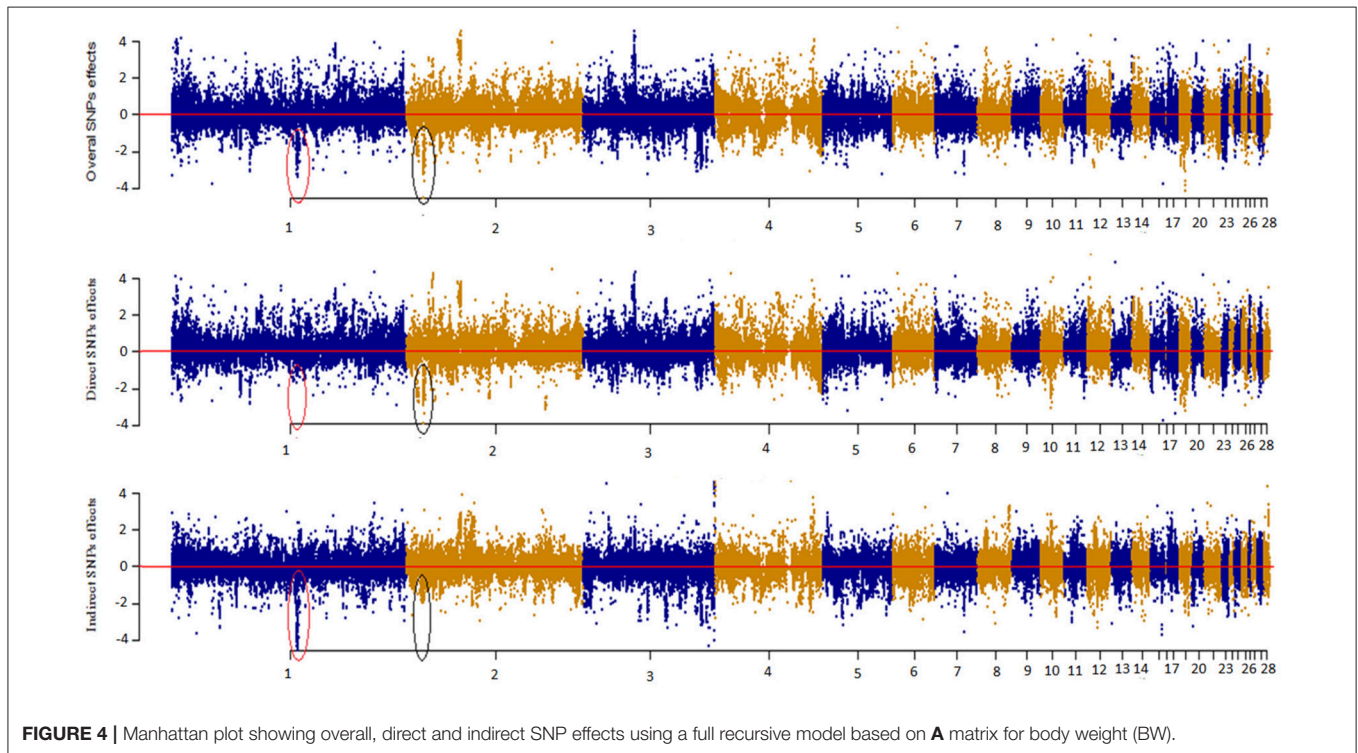 Overal SNPs effects
4
2
0
-2
-4
1 2 3 4 5 6 7 8 9 10 11 12 13 14 17 20 23 26 28
Direct SNPs effects
4
2
0
-2
-4
1 2 3 4 5 6 7 8 9 10 11 12 13 14 17 20 23 26 28
Indirect SNPs effects
4
2
0
-2
-4
1 2 3 4 5 6 7 8 9 10 11 12 13 14 17 20 23 26 28
FIGURE 4 | Manhattan plot showing overall, direct and indirect SNP effects using a full recursive model based on A matrix for body weight (BW).